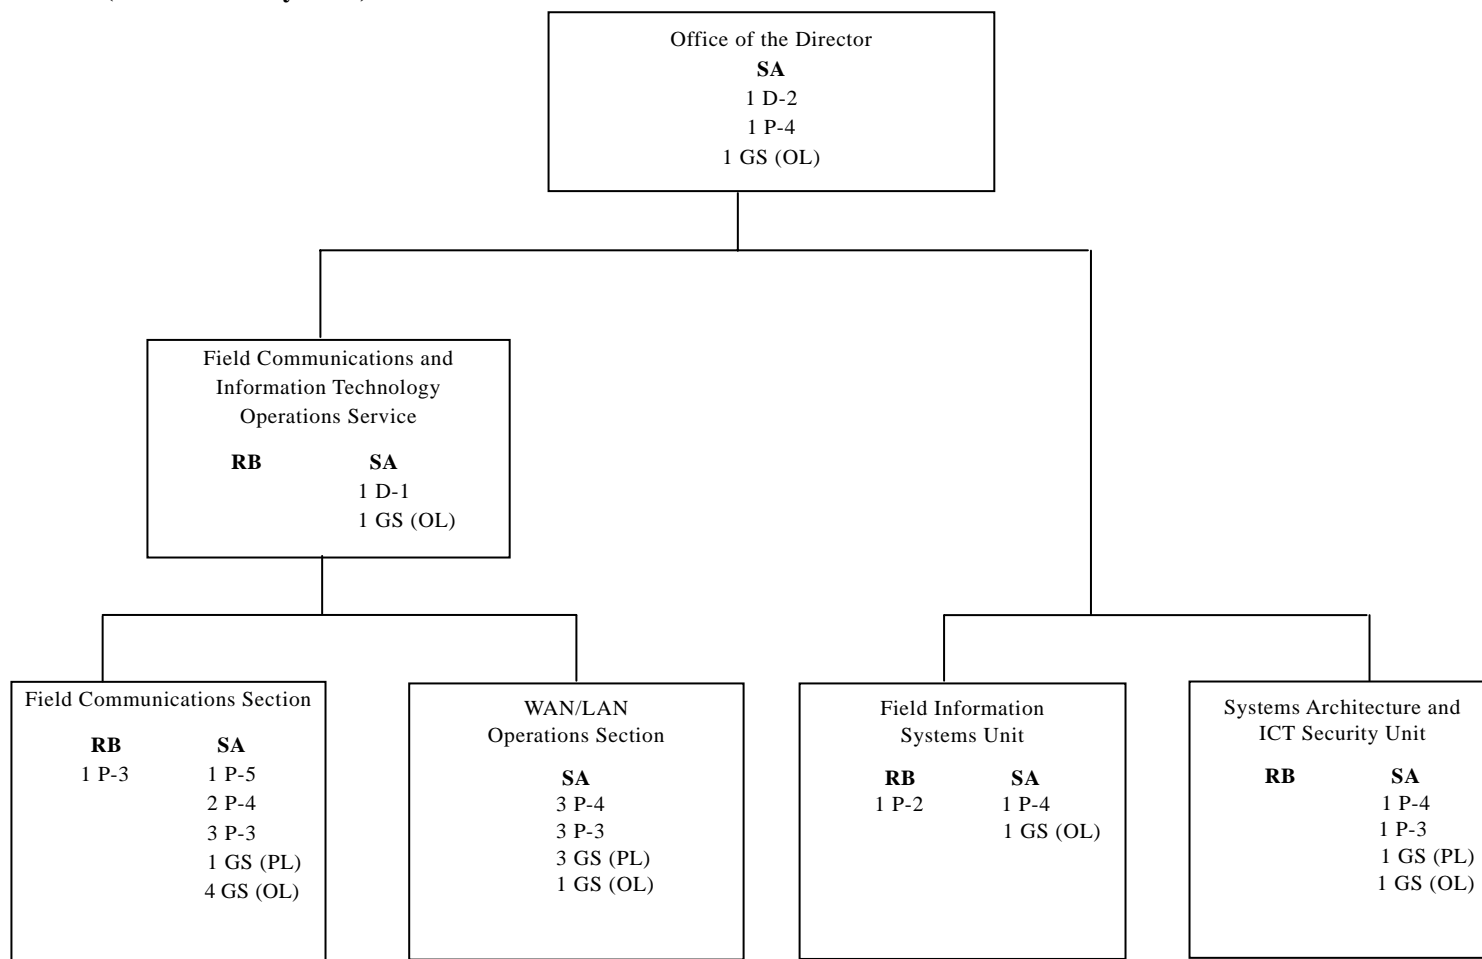 Office of the Director
SA
1 D-2
1 P-4
1 GS (OL)
Field Communications and
Information Technology
Operations Service
RB SA
1 D-1
1 GS (OL)
Field Communications Section
RB SA
1 P-3 1 P-5
2 P-4
3 P-3
1 GS (PL)
4 GS (OL)
WAN/LAN
Operations Section
SA
3 P-4
3 P-3
3 GS (PL)
1 GS (OL)
Field Information
Systems Unit
RB SA
1 P-2 1 P-4
1 GS (OL)
Systems Architecture and
ICT Security Unit
RB SA
1 P-4
1 P-3
1 GS (PL)
1 GS (OL)